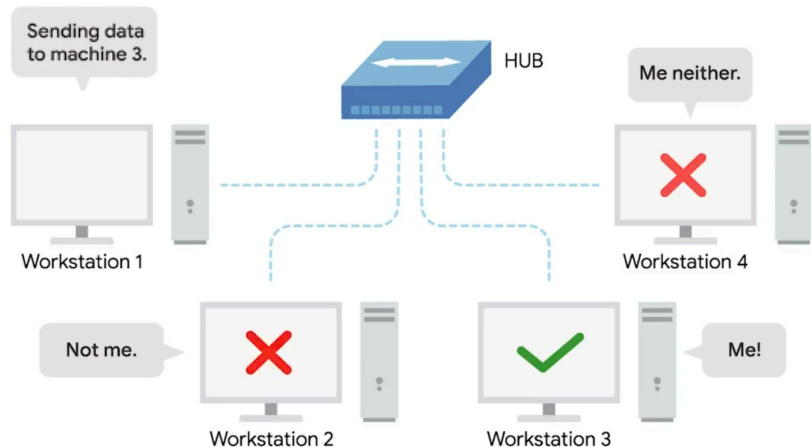 Sending data
to machine 3.
HUB
Me neither.
Workstation 1
Workstation 4
Not me.
Me!
Workstation 2
Workstation 3